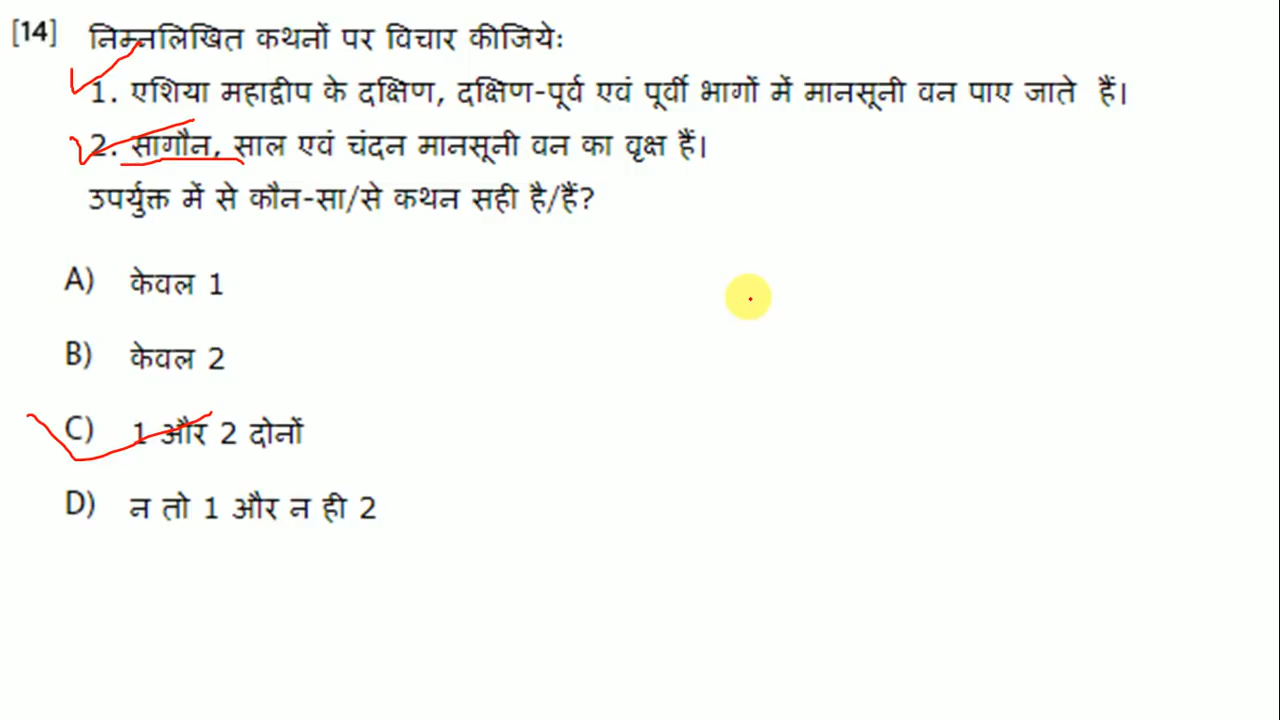 [14] निम्नलिखित कथनों पर विचार कीजियेः
1. एशिया महाद्वीप के दक्षिण, दक्षिण-पूर्व एवं पूर्वी भागों में मानसूनी वन पाए जाते हैं।
2. सागौन, साल एवं चंदन मानसूनी वन का वृक्ष हैं।
उपर्युक्त में से कौन-सा/से कथन सही है/हैं?
A) केवल 1
B) केवल 2
C) 1 और 2 दोनों
D) न तो 1 और न ही 2